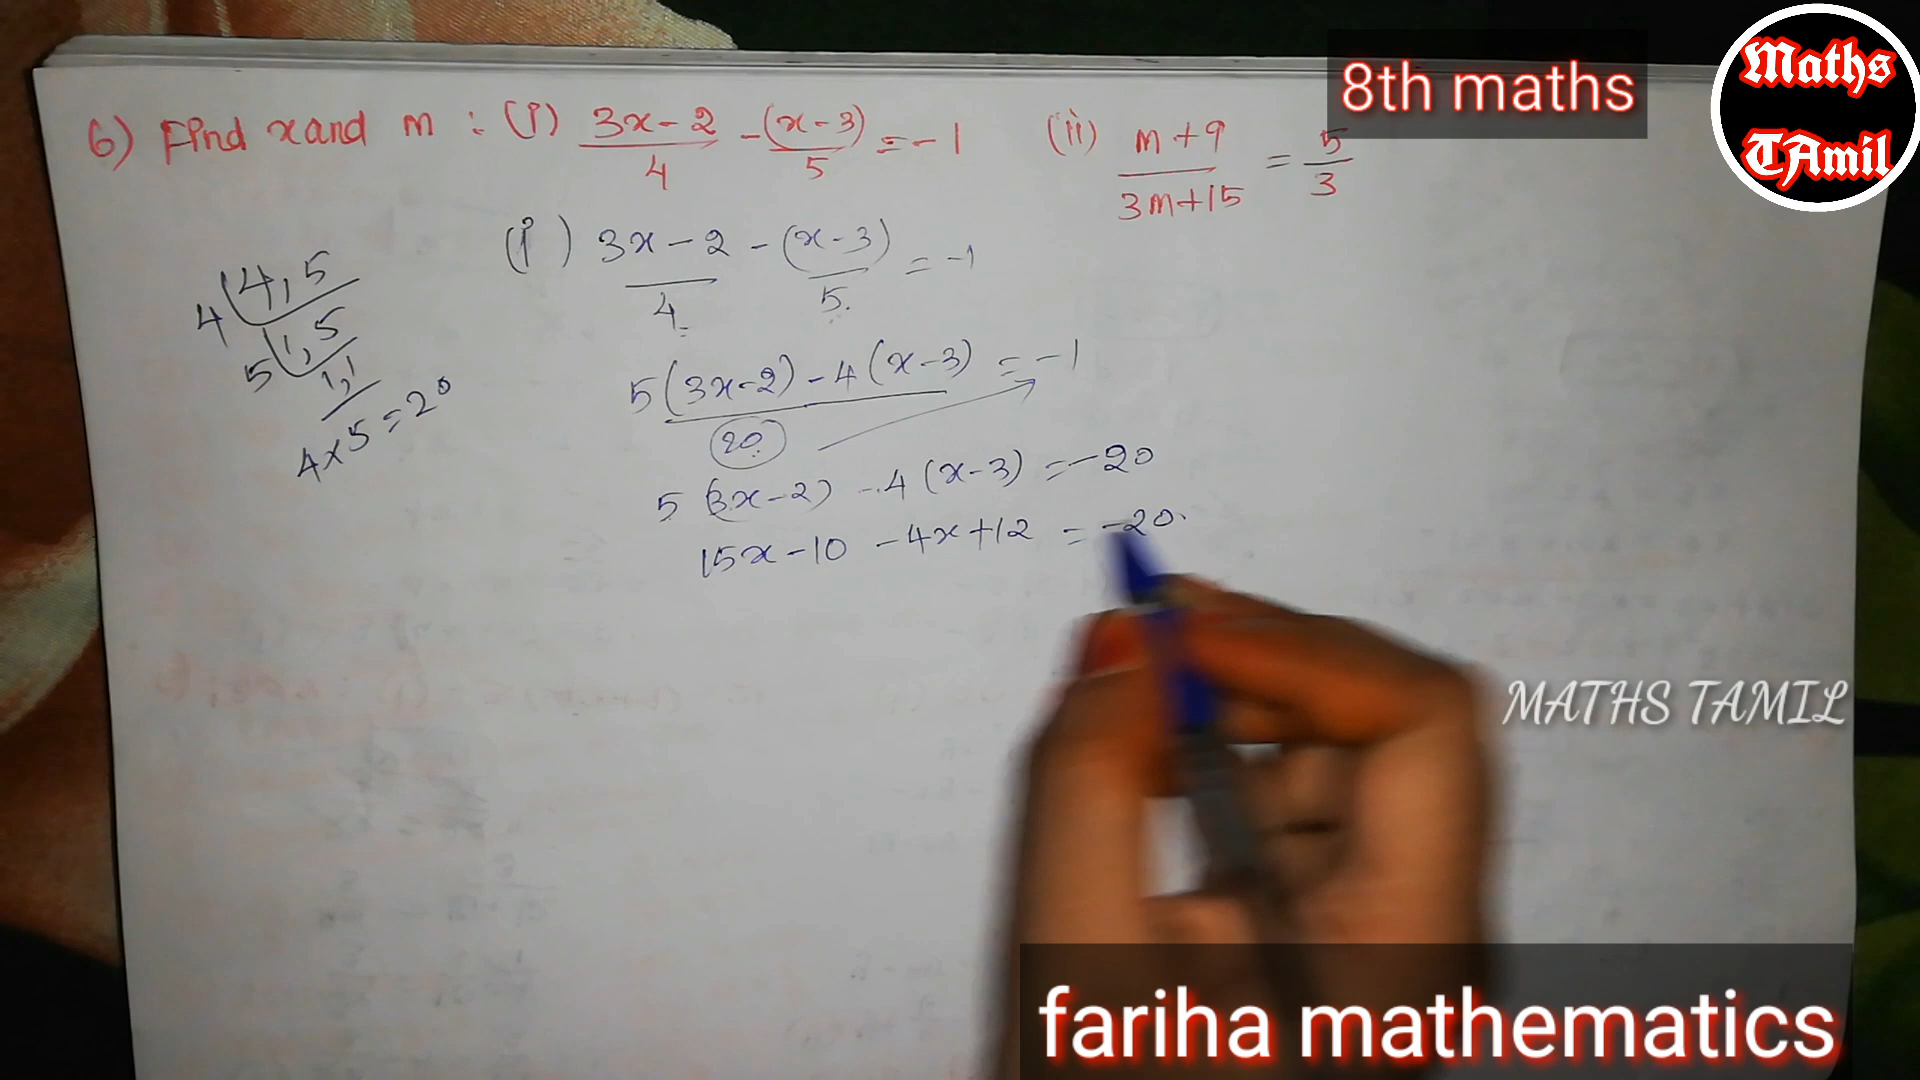 8th maths
Maths
TAmil
6) Find x and m : (i) (3x-2)/4 - (x-3)/5 = -1 (ii) (m+9)/(3m+15) = 5/3
(i) (3x-2)/4 - (x-3)/5 = -1
4 | 4, 5
5 | 1, 5
1, 1
4×5=20
5(3x-2)-4(x-3) = -1
20
5 (3x-2) -4(x-3) = -20
15x-10 -4x+12 = -20
MATHS TAMIL
fariha mathematics